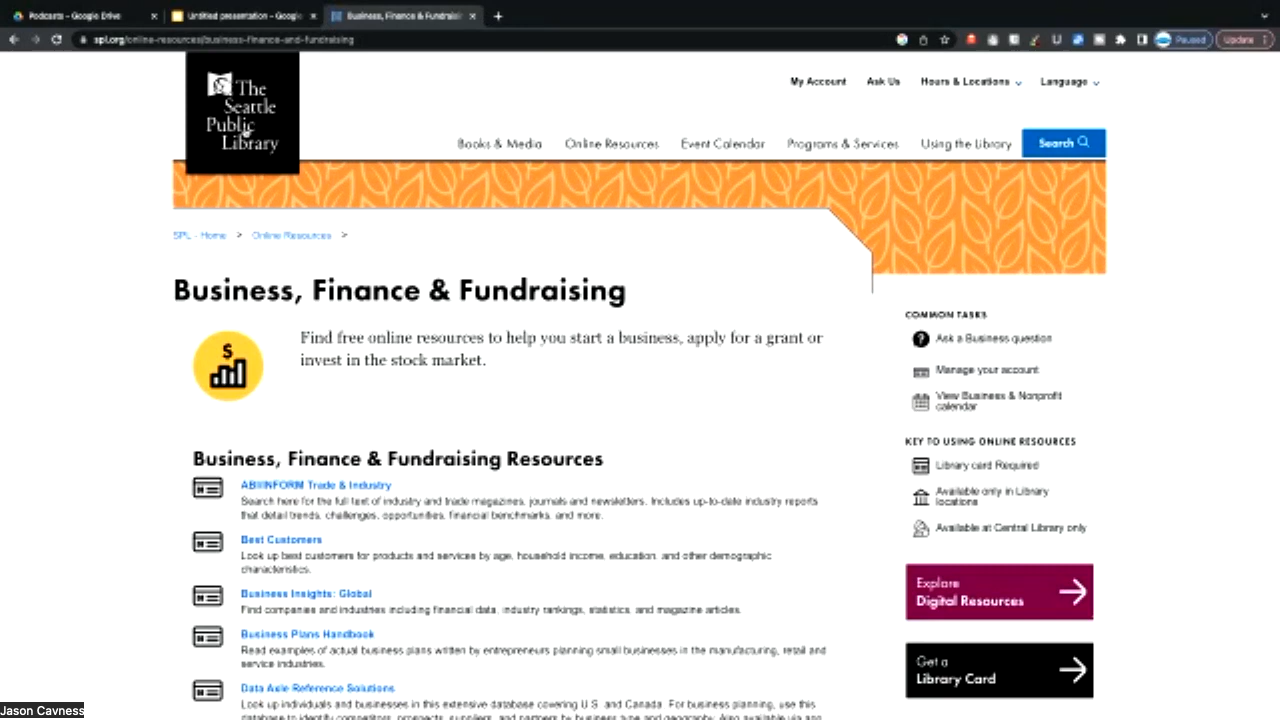 Podcasts - Google Drive
Untitled presentation - Google
Business, Finance & Fundraisi
spl.org/online-resources/business-finance-and-fundraising
Paused
Update
The
Seattle
Public
Library
My Account
Ask Us
Hours & Locations
Language
Books & Media
Online Resources
Event Calendar
Programs & Services
Using the Library
Search
SPL - Home > Online Resources >
Business, Finance & Fundraising
Find free online resources to help you start a business, apply for a grant or
invest in the stock market.
Business, Finance & Fundraising Resources
ABI/INFORM Trade & Industry
Search here for the full text of industry and trade magazines, journals and newsletters. Includes up-to-date industry reports
that detail trends, challenges, opportunities, financial benchmarks, and more.
Best Customers
Look up best customers for products and services by age, household income, education, and other demographic
characteristics.
Business Insights: Global
Find companies and industries including financial data, industry rankings, statistics, and magazine articles.
Business Plans Handbook
Read examples of actual business plans written by entrepreneurs planning small businesses in the manufacturing, retail and
service industries.
Data Axle Reference Solutions
Look up individuals and businesses in this extensive database covering U.S. and Canada. For business planning, use this
database to identify competitors, prospects, suppliers, and partners by business type and geography. Also available via an
COMMON TASKS
Ask a Business question
Manage your account
View Business & Nonprofit
calendar
KEY TO USING ONLINE RESOURCES
Library card Required
Available only in Library
locations
Available at Central Library only
Explore
Digital Resources
Get a
Library Card
Jason Cavness